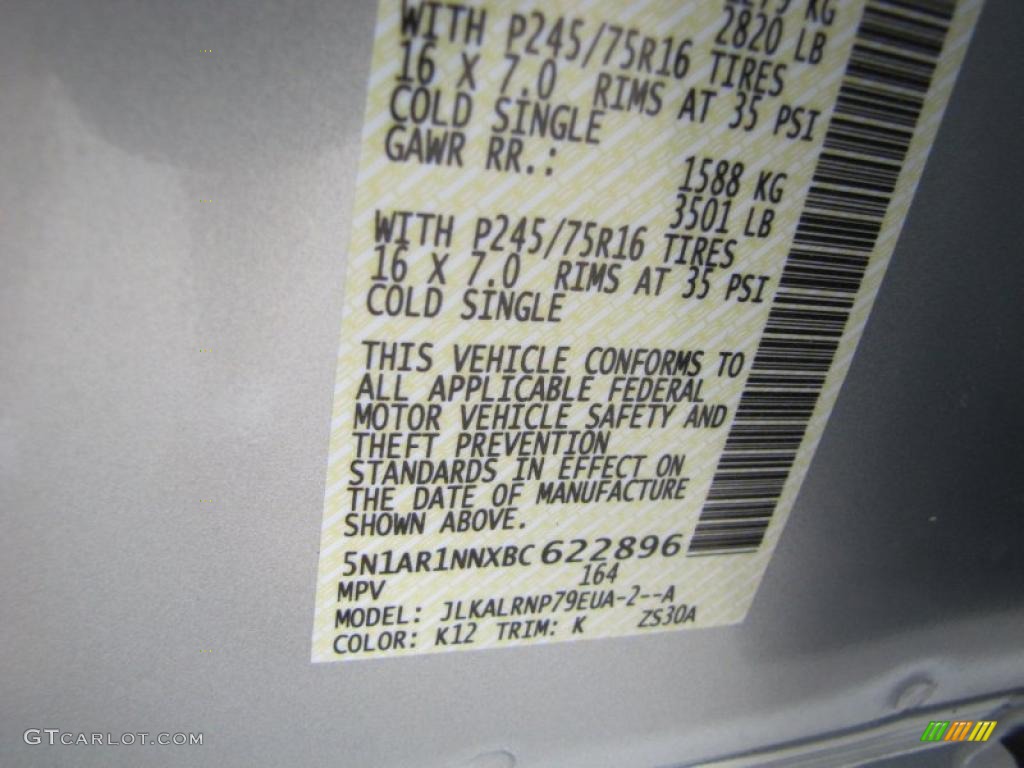 KG
2820 LB
WITH P245/75R16 TIRES
16 X 7.0 RIMS AT 35 PSI
COLD SINGLE
GAWR RR.:
1588 KG
3501 LB
WITH P245/75R16 TIRES
16 X 7.0 RIMS AT 35 PSI
COLD SINGLE
THIS VEHICLE CONFORMS TO
ALL APPLICABLE FEDERAL
MOTOR VEHICLE SAFETY AND
THEFT PREVENTION
STANDARDS IN EFFECT ON
THE DATE OF MANUFACTURE
SHOWN ABOVE.
5N1AR1NNXBC622896
MPV 164
MODEL: JLKALRNP79EUA-2--A
COLOR: K12 TRIM: K ZS30A
GTCARLOT.COM